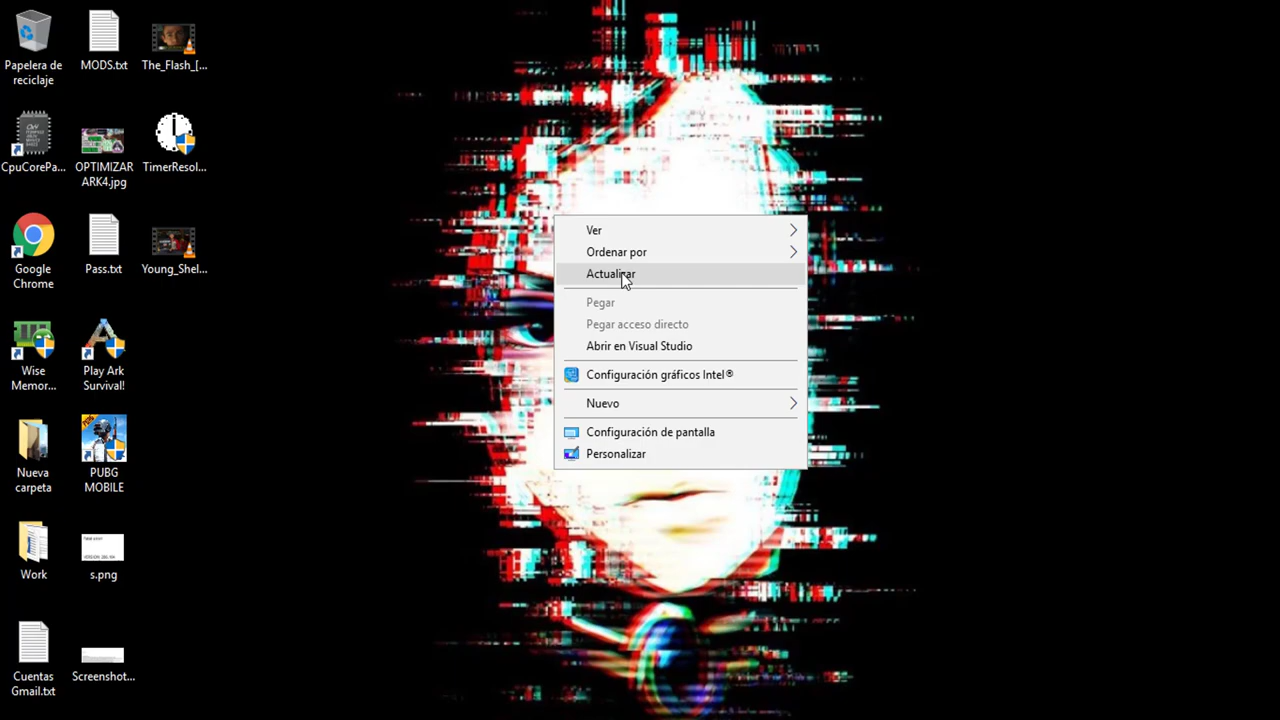 Papelera de
reciclaje
MODS.txt
The_Flash_[...
CpuCorePa...
OPTIMIZAR
ARK4.jpg
TimerResol...
Google
Chrome
Pass.txt
Young_Shel...
Wise
Memor...
Play Ark
Survival!
Nueva
carpeta
PUBG
MOBILE
Work
s.png
Cuentas
Gmail.txt
Screenshot...
Ver
Ordenar por
Actualizar
Pegar
Pegar acceso directo
Abrir en Visual Studio
Configuración gráficos Intel®
Nuevo
Configuración de pantalla
Personalizar